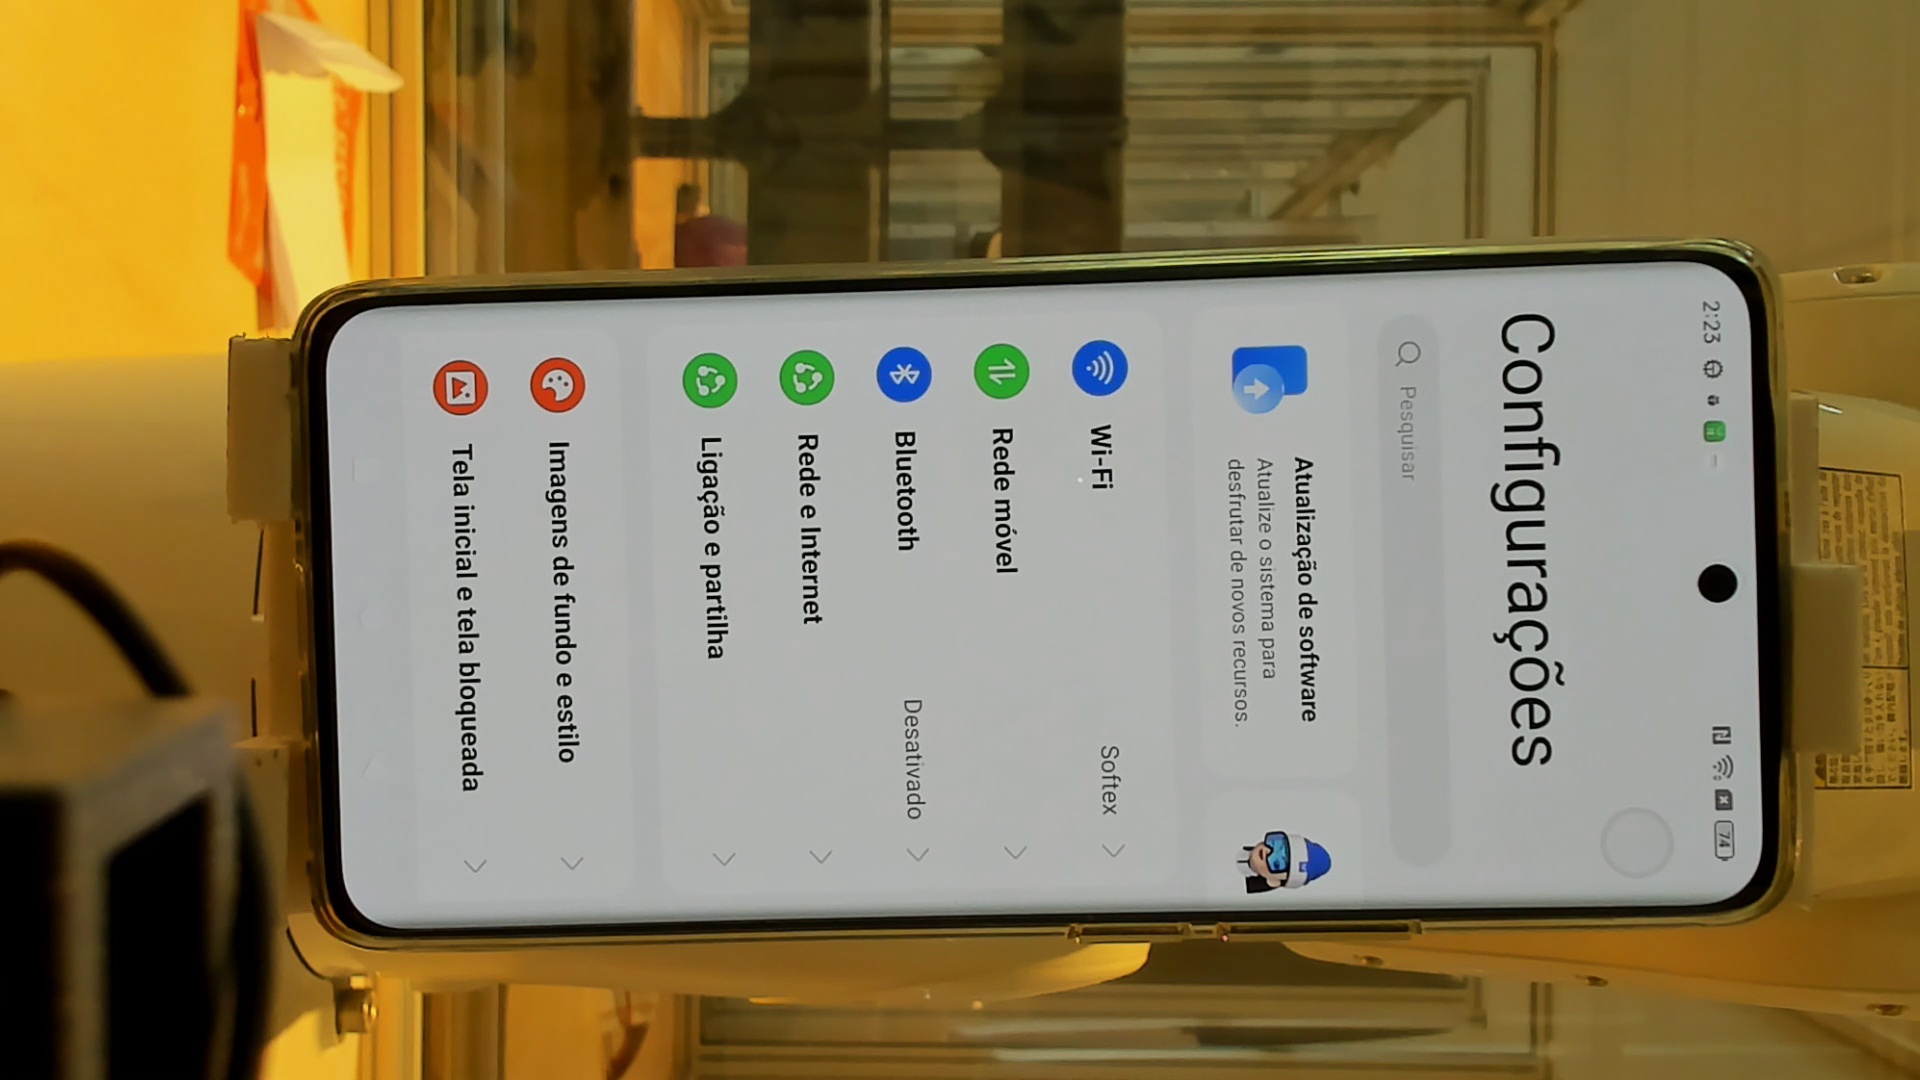 2:23
74
Configurações
Pesquisar
Atualização de software
Atualize o sistema para
desfrutar de novos recursos.
Wi-Fi
Softex
Rede móvel
Bluetooth
Desativado
Rede e Internet
Ligação e partilha
Imagens de fundo e estilo
Tela inicial e tela bloqueada